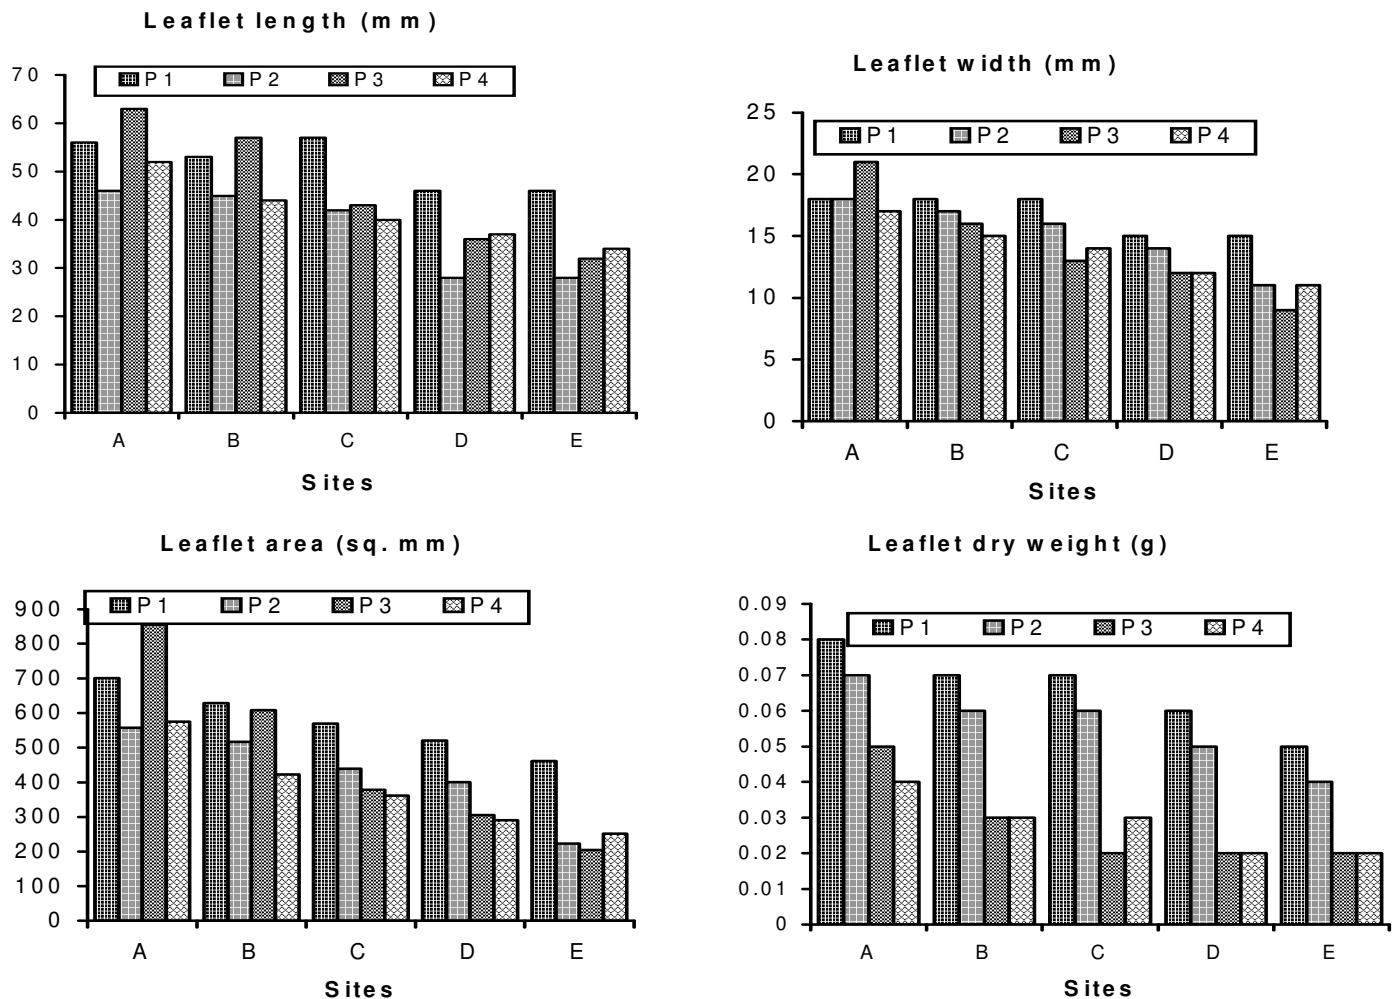 Leaflet length (mm)
70
60
50
40
30
20
10
0
P1 P2 P3 P4
A B C D E
Sites
Leaflet width (mm)
25
20
15
10
5
0
P1 P2 P3 P4
A B C D E
Sites
Leaflet area (sq. mm)
900
800
700
600
500
400
300
200
100
0
P1 P2 P3 P4
A B C D E
Sites
Leaflet dry weight (g)
0.09
0.08
0.07
0.06
0.05
0.04
0.03
0.02
0.01
0
P1 P2 P3 P4
A B C D E
Sites